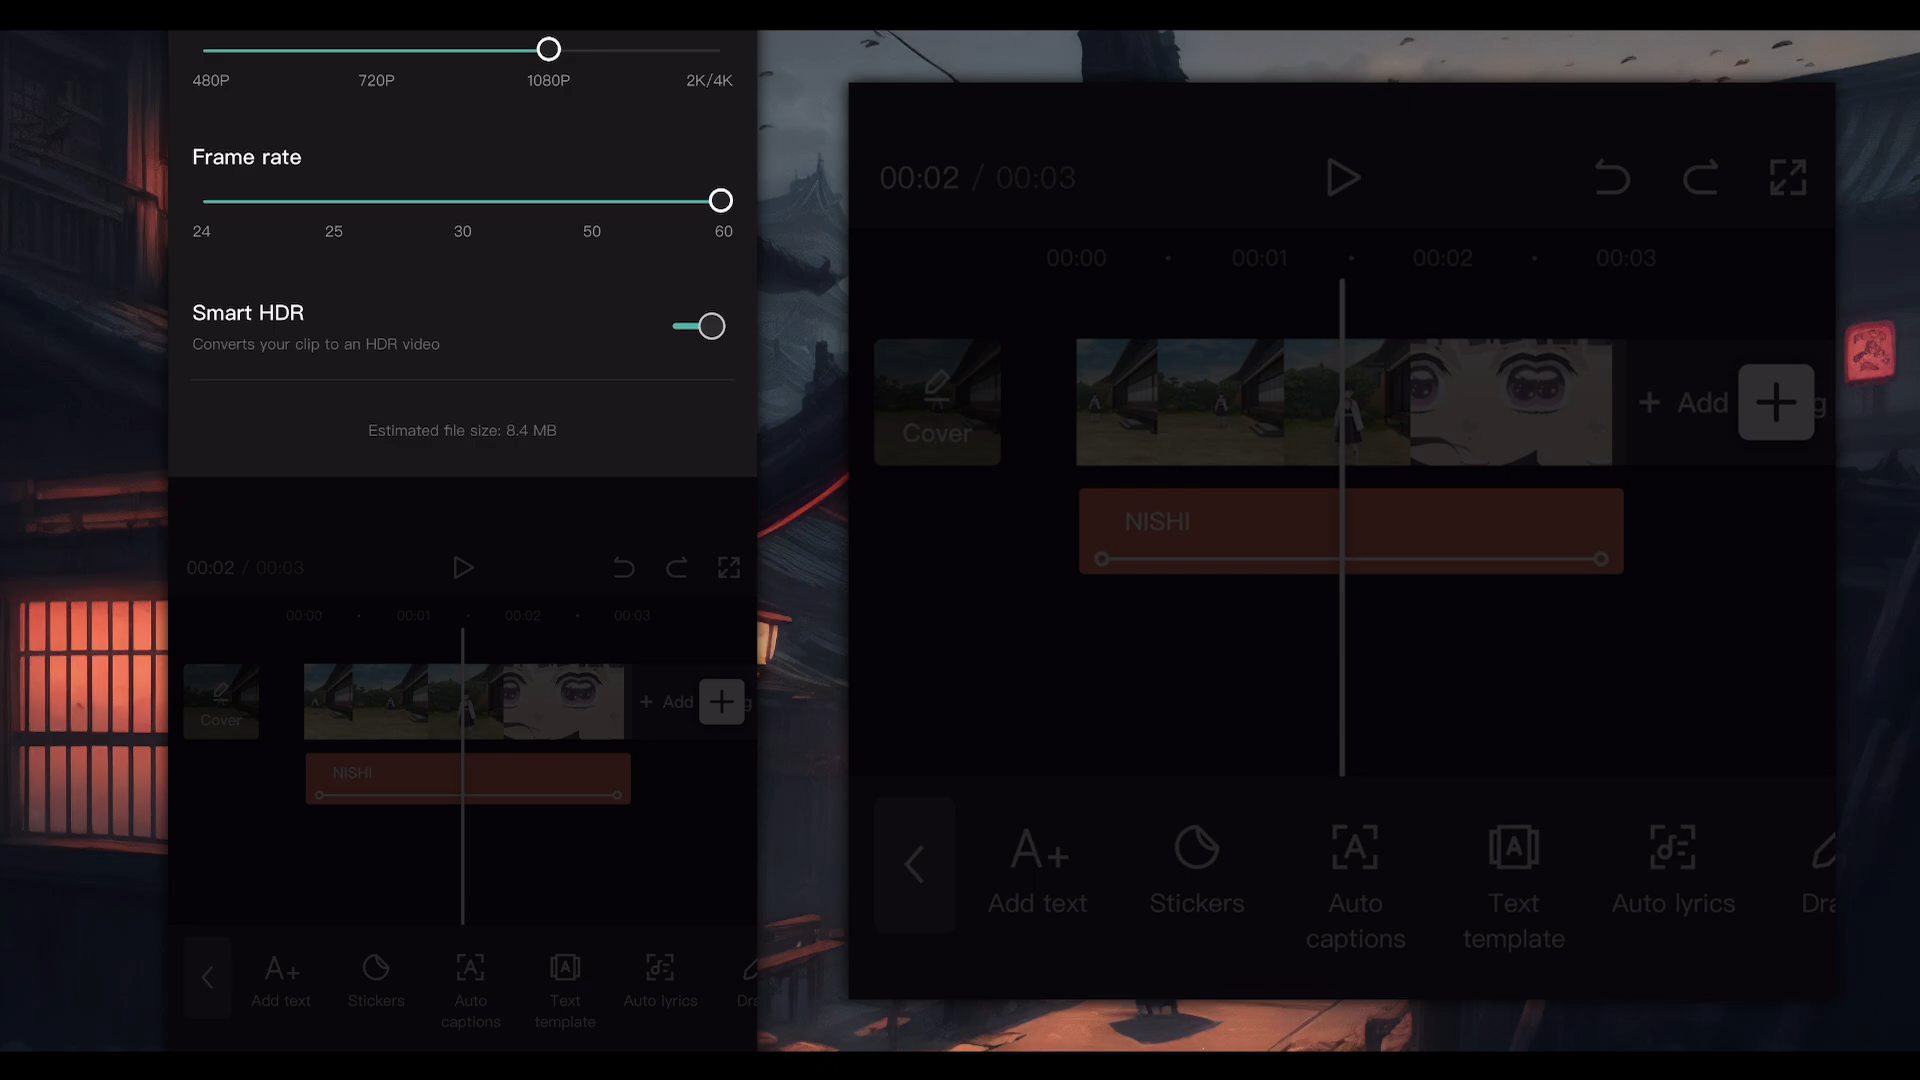 480P 720P 1080P 2K/4K
Frame rate
24 25 30 50 60
Smart HDR
Converts your clip to an HDR video
Estimated file size: 8.4 MB
00:02 / 00:03
00:00 00:01 00:02 00:03
Cover
+ Add g
NISHI
Add text Stickers Auto captions Text template Auto lyrics Dra
00:02 / 00:03
00:00 00:01 00:02 00:03
Cover
+ Add g
NISHI
Add text Stickers Auto captions Text template Auto lyrics Dra